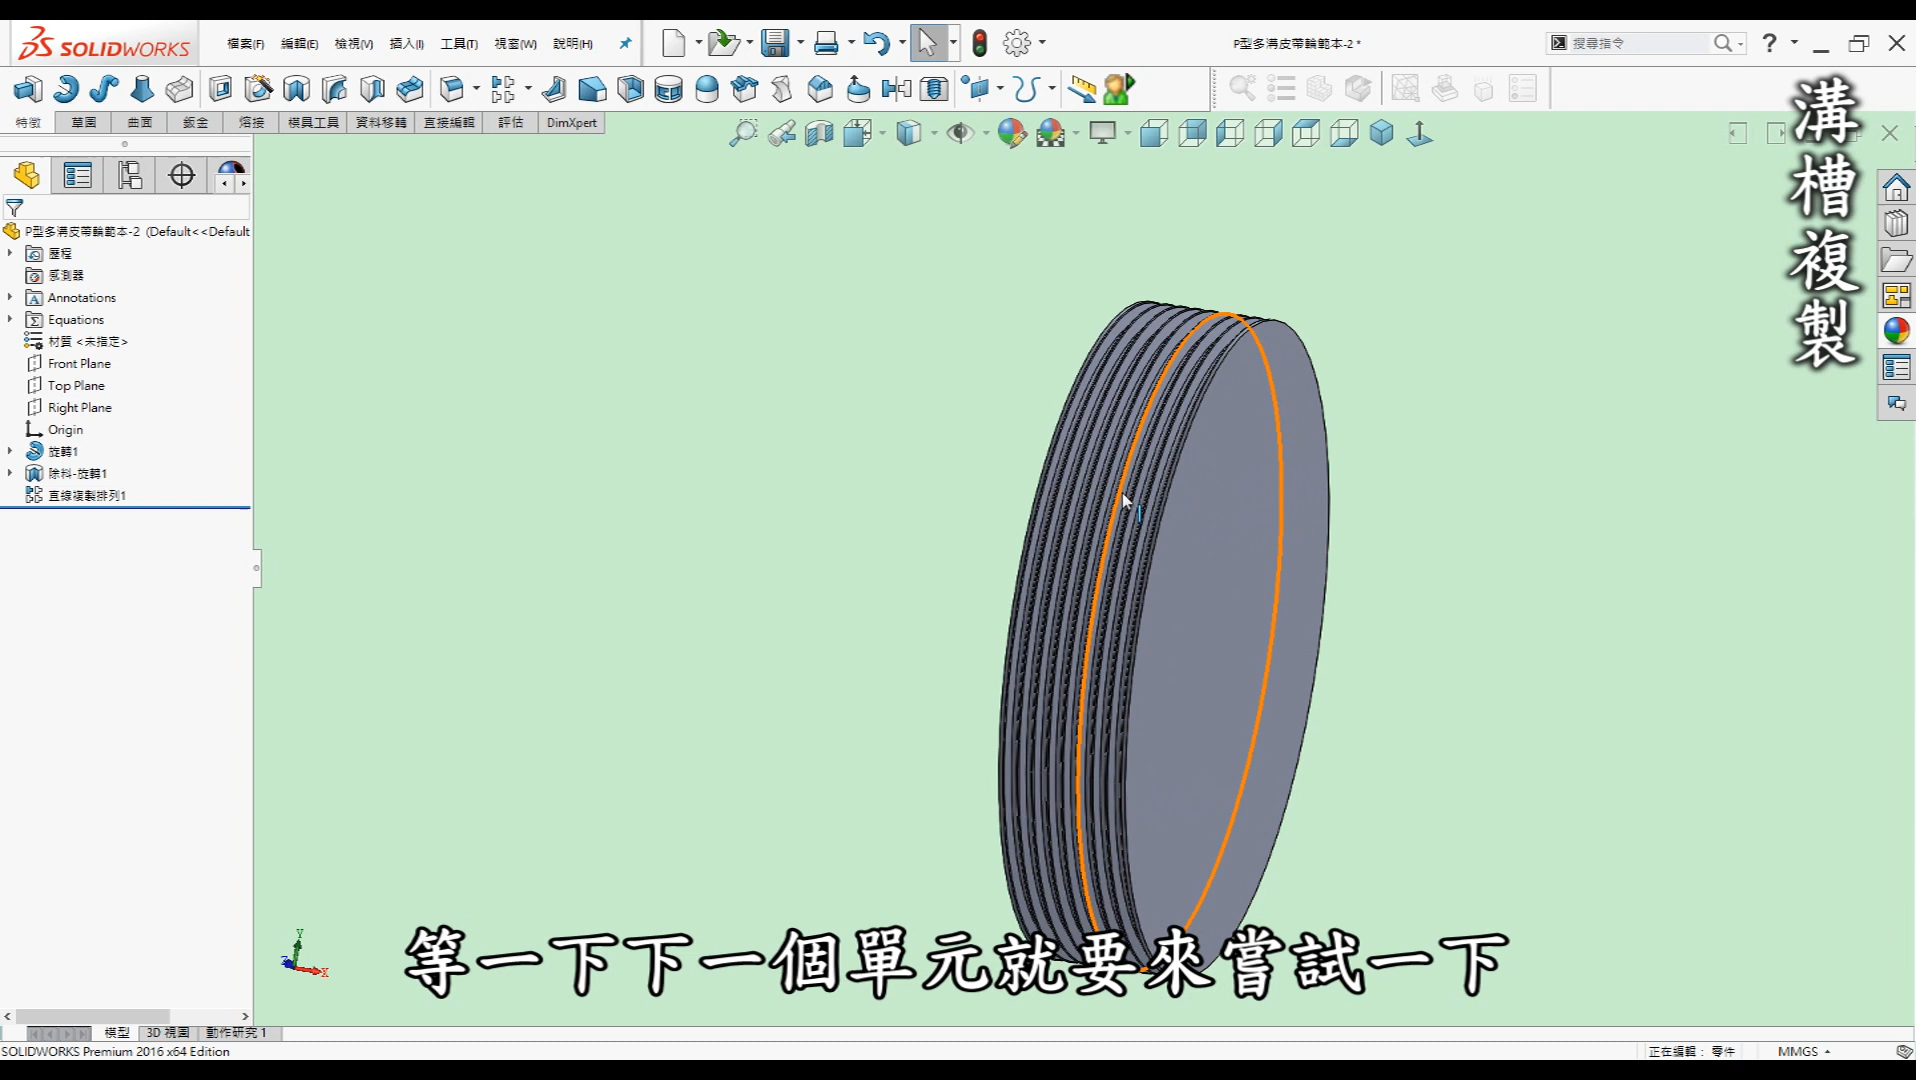 SOLIDWORKS
檔案(F) 編輯(E) 檢視(V) 插入(I) 工具(T) 視窗(W) 說明(H)
P型多溝皮帶輪範本-2 *
搜尋指令
特徵 草圖 曲面 鈑金 熔接 模具工具 資料移轉 直接編輯 評估 DimXpert
溝槽複製
P型多溝皮帶輪範本-2 (Default<<Default
歷程
感測器
Annotations
Equations
材質 <未指定>
Front Plane
Top Plane
Right Plane
Origin
旋轉1
除料-旋轉1
直線複製排列1
Y
Z
X
等一下下一個單元就要來嘗試一下
模型 3D 視圖 動作研究 1
SOLIDWORKS Premium 2016 x64 Edition
正在編輯： 零件
MMGS